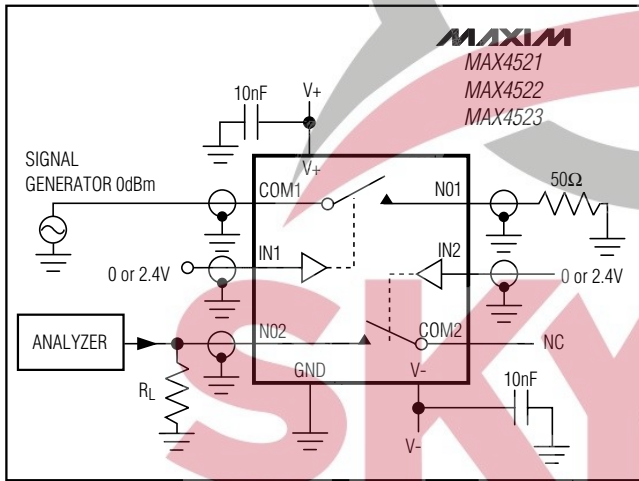 MAXIM
MAX4521
MAX4522
MAX4523
10nF
V+
V+
SIGNAL
GENERATOR 0dBm
COM1
N01
50Ω
IN1
IN2
0 or 2.4V
0 or 2.4V
ANALYZER
N02
COM2
NC
GND
V-
10nF
RL
V-
SKY